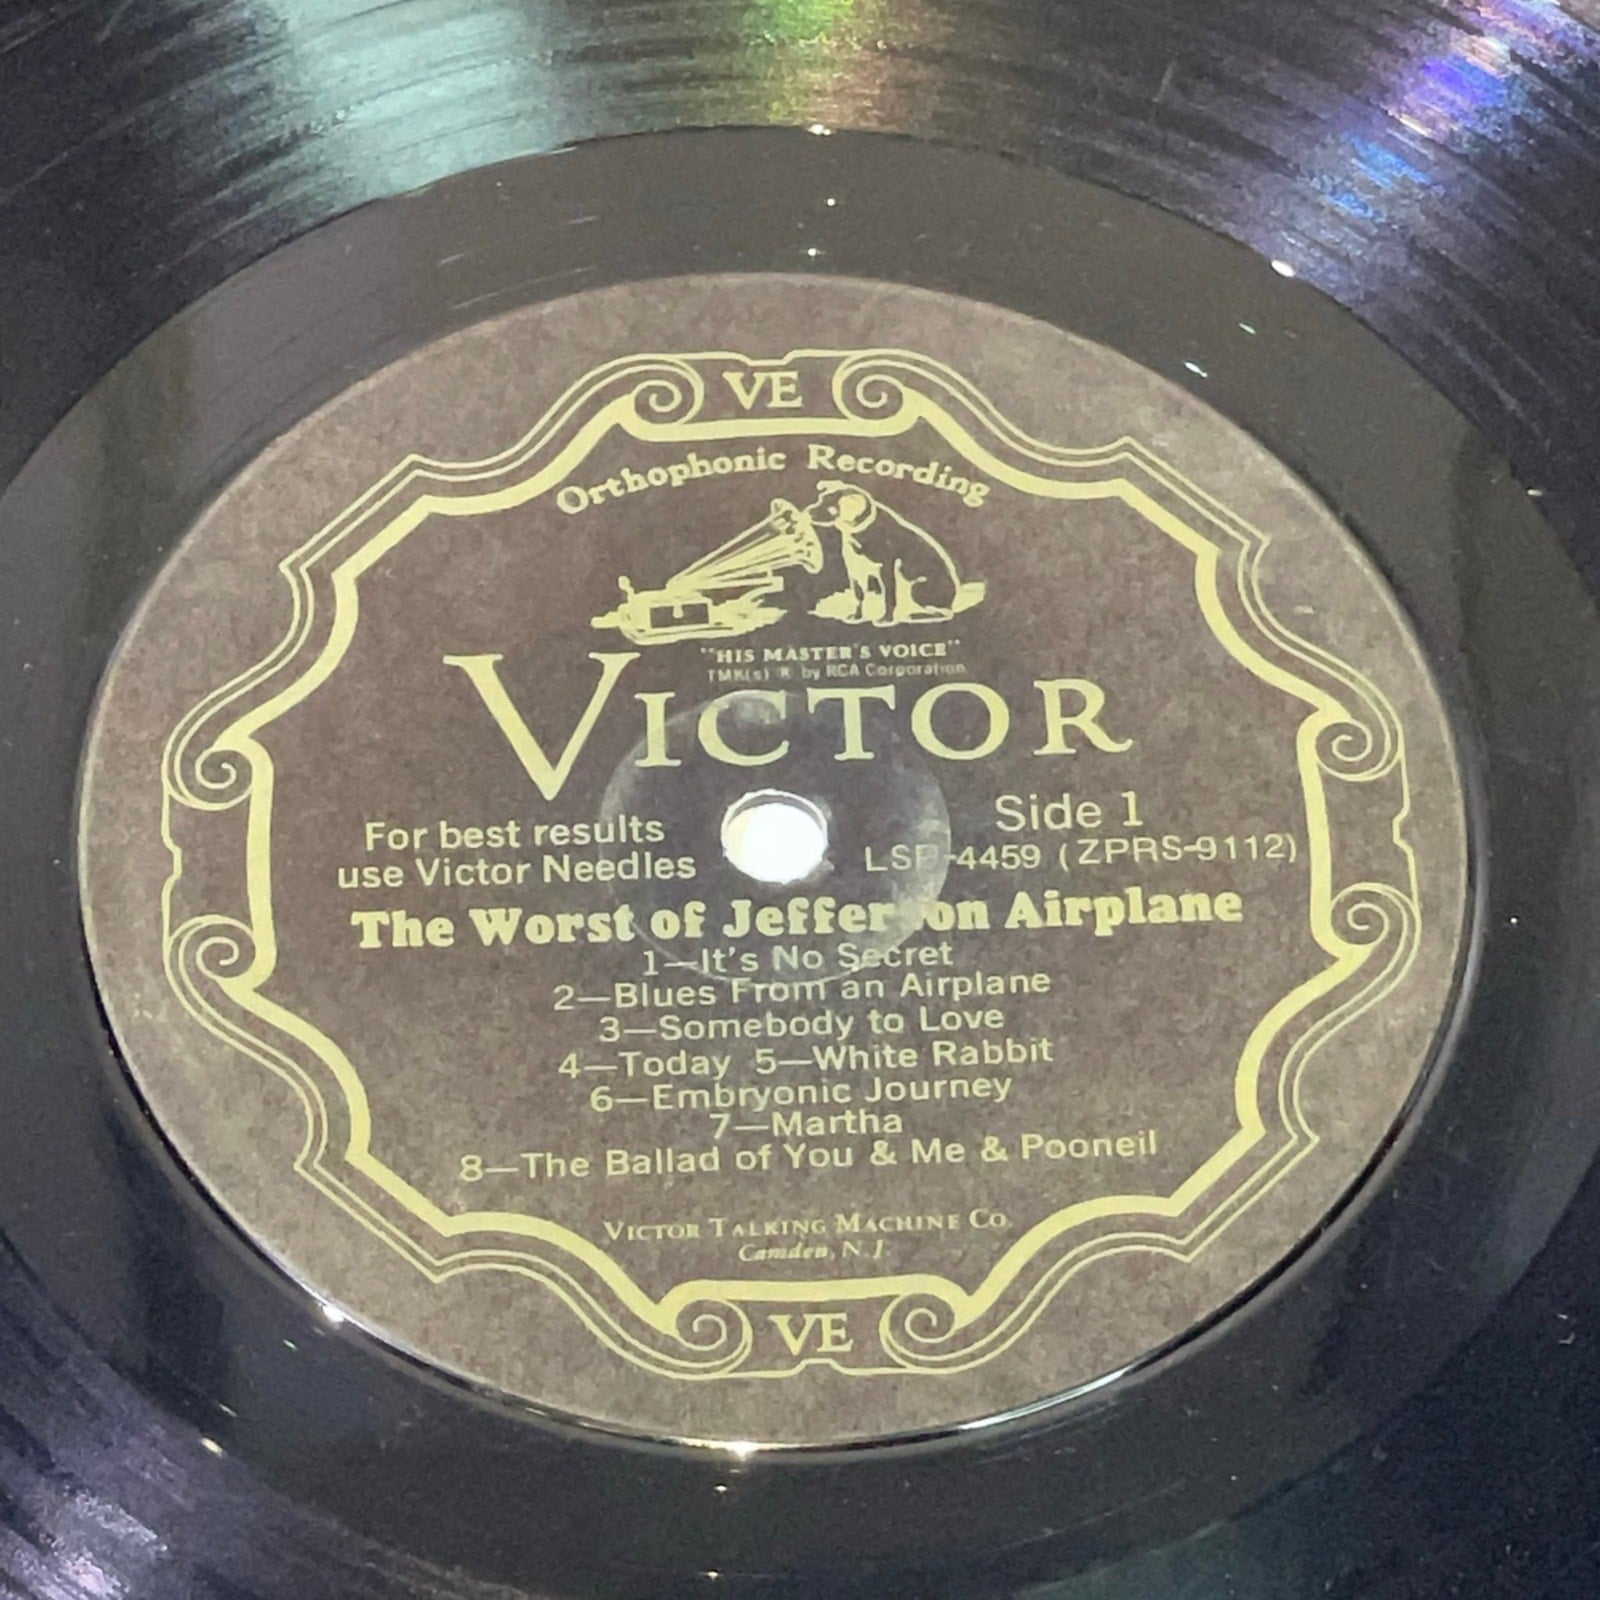 VE
Orthophonic Recording
"HIS MASTER'S VOICE"
TMK(s) ® by RCA Corporation
VICTOR
For best results
use Victor Needles
Side 1
LSP-4459 (ZPRS-9112)
The Worst of Jefferson Airplane
1—It's No Secret
2—Blues From an Airplane
3—Somebody to Love
4—Today 5—White Rabbit
6—Embryonic Journey
7—Martha
8—The Ballad of You & Me & Pooneil
VICTOR TALKING MACHINE CO.
Camden, N. J.
VE